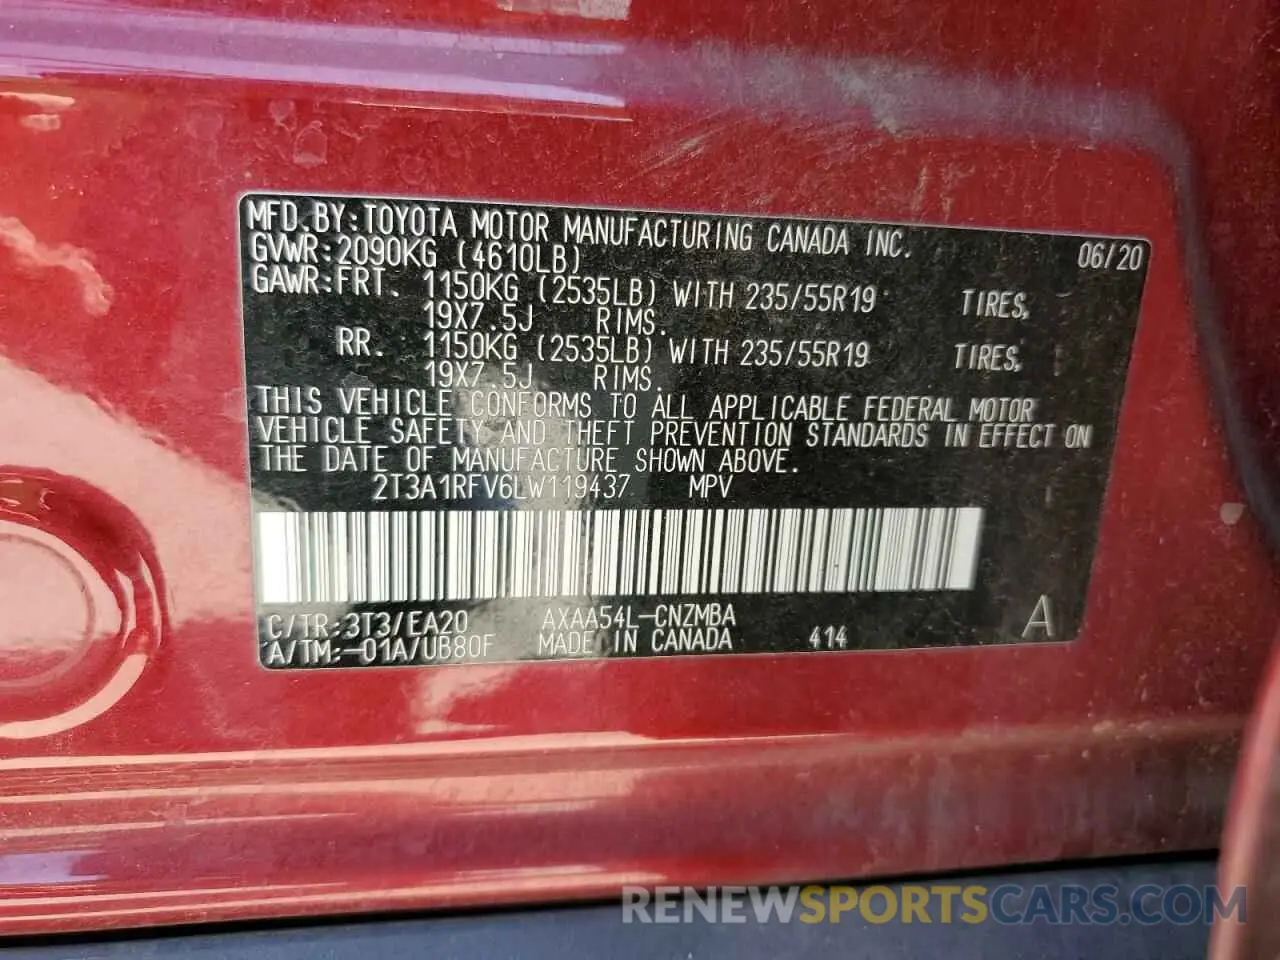 MFD.BY:TOYOTA MOTOR MANUFACTURING CANADA INC. 06/20
GVWR:2090KG (4610LB)
GAWR:FRT. 1150KG (2535LB) WITH 235/55R19 TIRES,
19X7.5J RIMS.
RR. 1150KG (2535LB) WITH 235/55R19 TIRES,
19X7.5J RIMS.
THIS VEHICLE CONFORMS TO ALL APPLICABLE FEDERAL MOTOR
VEHICLE SAFETY AND THEFT PREVENTION STANDARDS IN EFFECT ON
THE DATE OF MANUFACTURE SHOWN ABOVE.
2T3A1RFV6LW119437 MPV
C/TR:3T3/EA20 AXAA54L-CNZMBA
A/TM:-01A/UB80F MADE IN CANADA 414 A
RENEWSPORTSCARS.COM